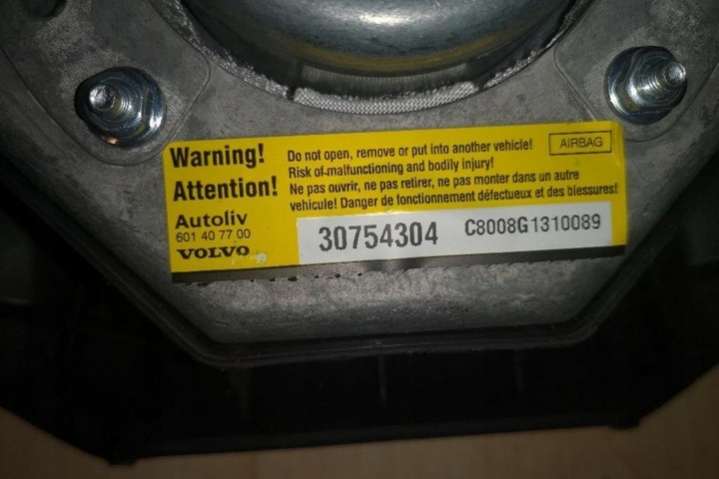 Warning!
Attention!
Do not open, remove or put into another vehicle!
Risk of malfunctioning and bodily injury!
Ne pas ouvrir, ne pas retirer, ne pas monter dans un autre
vehicule! Danger de fonctionnement défectueux et des blessures!
AIRBAG
Autoliv
601 40 77 00
VOLVO
30754304
C8008G1310089